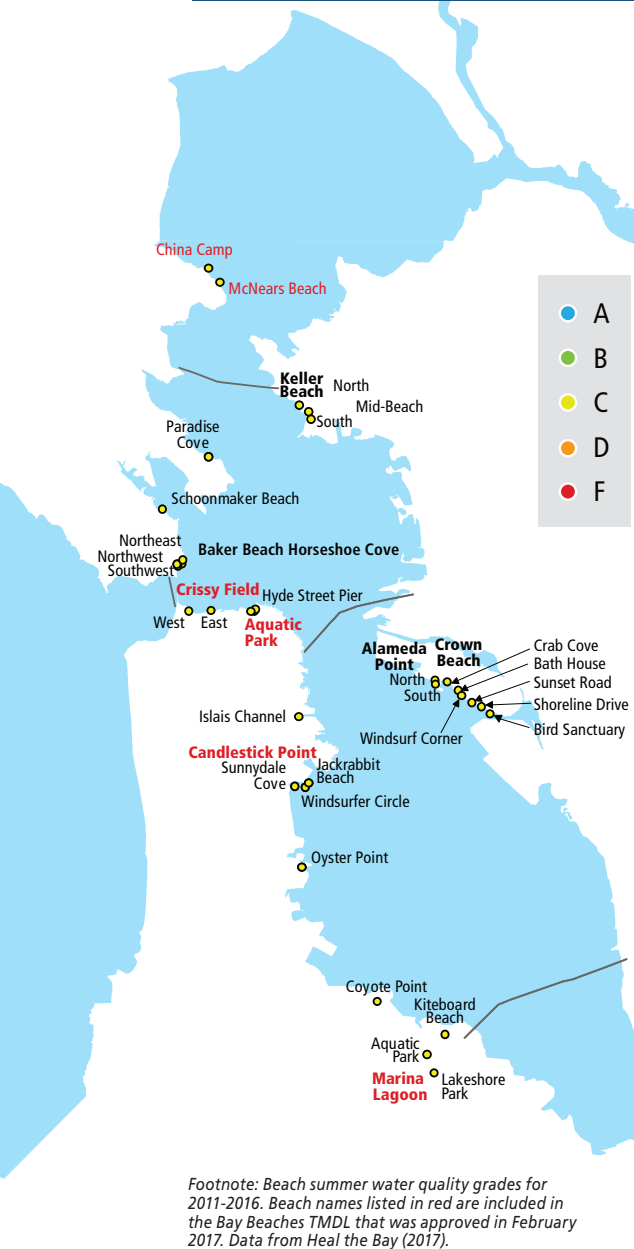 China Camp
McNears Beach
A
B
C
D
F
Keller
Beach
North
Mid-Beach
South
Paradise
Cove
Schoonmaker Beach
Northeast
Northwest
Southwest
Baker Beach Horseshoe Cove
Crissy Field
Hyde Street Pier
West
East
Aquatic
Park
Alameda
Point
Crown
Beach
North
South
Crab Cove
Bath House
Sunset Road
Shoreline Drive
Bird Sanctuary
Windsurf Corner
Islais Channel
Candlestick Point
Sunnydale
Cove
Jackrabbit
Beach
Windsurfer Circle
Oyster Point
Coyote Point
Kiteboard
Beach
Aquatic
Park
Marina
Lagoon
Lakeshore
Park
Footnote: Beach summer water quality grades for
2011-2016. Beach names listed in red are included in
the Bay Beaches TMDL that was approved in February
2017. Data from Heal the Bay (2017).